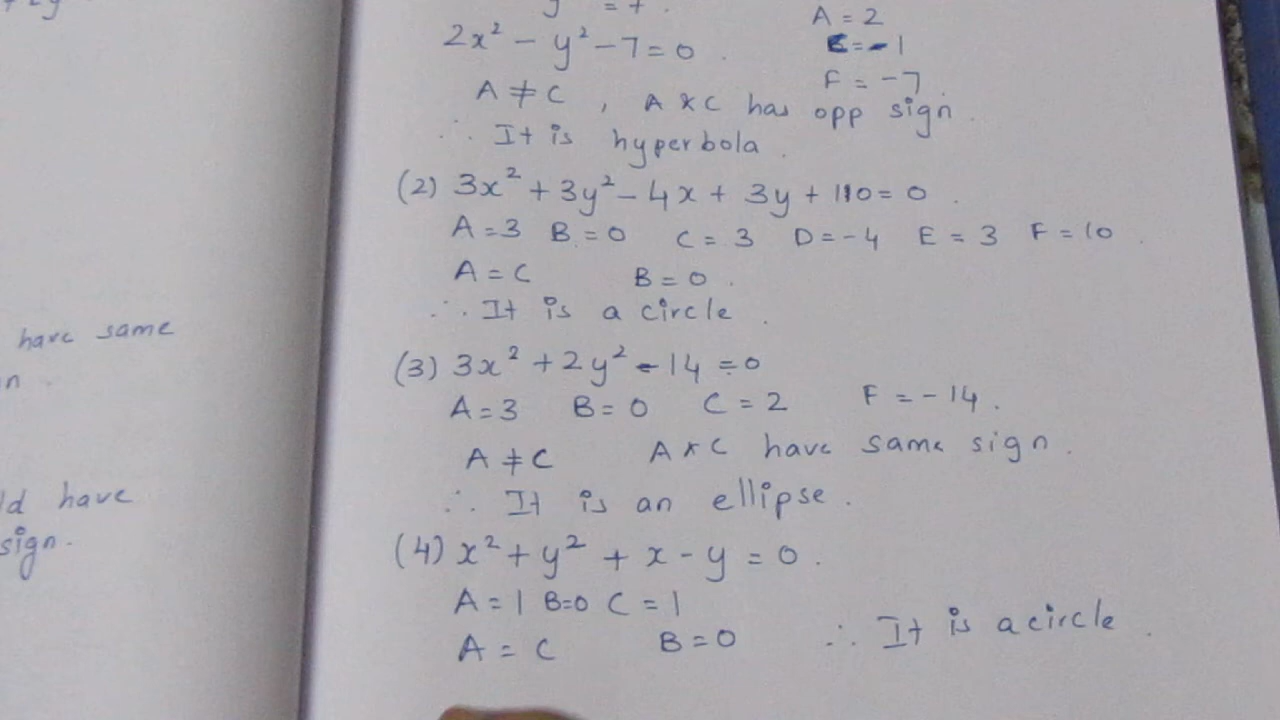 = 7.
A = 2
2x² - y² - 7 = 0.
C = -1
F = -7
A ≠ C, A & C has opp sign.
∴ It is hyperbola.
(2) 3x² + 3y² - 4x + 3y + 110 = 0.
A = 3 B = 0 C = 3 D = -4 E = 3 F = 10.
A = C B = 0.
∴ It is a circle.
(3) 3x² + 2y² - 14 = 0
A = 3 B = 0 C = 2 F = -14.
A ≠ C A & C have same sign.
∴ It is an ellipse.
(4) x² + y² + x - y = 0.
A = 1 B=0 C = 1
A = C B = 0 ∴ It is a circle.
have same
have
sign.